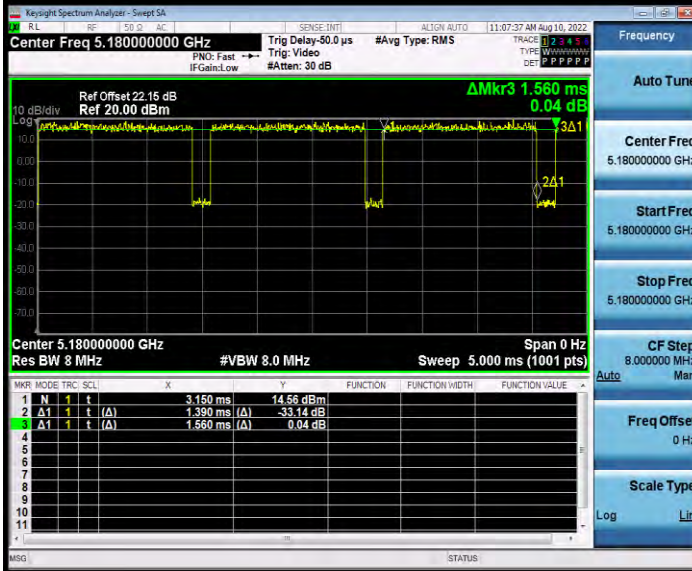 Keysight Spectrum Analyzer - Swept SA
RL RF 50 Ω AC SENSE:INT ALIGN AUTO 11:07:37 AM Aug 10, 2022
Center Freq 5.180000000 GHz
PNO: Fast
IFGain:Low
Trig Delay-50.0 µs
Trig: Video
#Atten: 30 dB
#Avg Type: RMS
TRACE 1 2 3 4 5 6
TYPE WWWWWW
DET P P P P P P
Ref Offset 22.15 dB
10 dB/div Ref 20.00 dBm
Log
ΔMkr3 1.560 ms
0.04 dB
3Δ1
2Δ1
10.0
0.00
-10.0
-20.0
-30.0
-40.0
-50.0
-60.0
-70.0
Center 5.180000000 GHz Span 0 Hz
Res BW 8 MHz #VBW 8.0 MHz Sweep 5.000 ms (1001 pts)
MKR MODE TRC SCL X Y FUNCTION FUNCTION WIDTH FUNCTION VALUE
1 N 1 t 3.150 ms 14.56 dBm
2 Δ1 1 t (Δ) 1.390 ms (Δ) -33.14 dB
3 Δ1 1 t (Δ) 1.560 ms (Δ) 0.04 dB
4
5
6
7
8
9
10
11
MSG STATUS
Frequency
Auto Tune
Center Freq
5.180000000 GHz
Start Freq
5.180000000 GHz
Stop Freq
5.180000000 GHz
CF Step
8.000000 MHz
Auto Man
Freq Offset
0 Hz
Scale Type
Log Lin